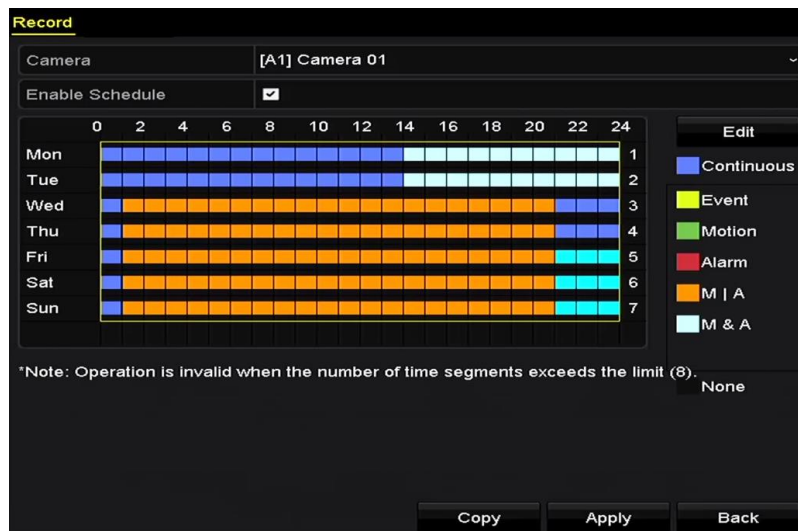 Record
Camera [A1] Camera 01
Enable Schedule
0 2 4 6 8 10 12 14 16 18 20 22 24
Edit
Mon 1
Continuous
Tue 2
Wed 3
Event
Thu 4
Motion
Fri 5
Alarm
Sat 6
M | A
Sun 7
M & A
*Note: Operation is invalid when the number of time segments exceeds the limit (8).
None
Copy Apply Back